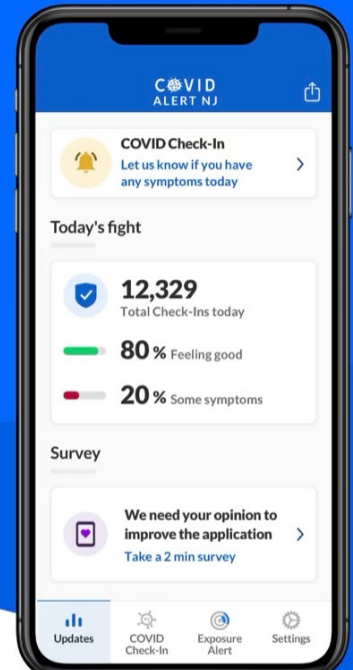 COVID
ALERT NJ
COVID Check-In
Let us know if you have
any symptoms today
Today's fight
12,329
Total Check-Ins today
80 % Feeling good
20 % Some symptoms
Survey
We need your opinion to
improve the application
Take a 2 min survey
Updates
COVID
Check-In
Exposure
Alert
Settings